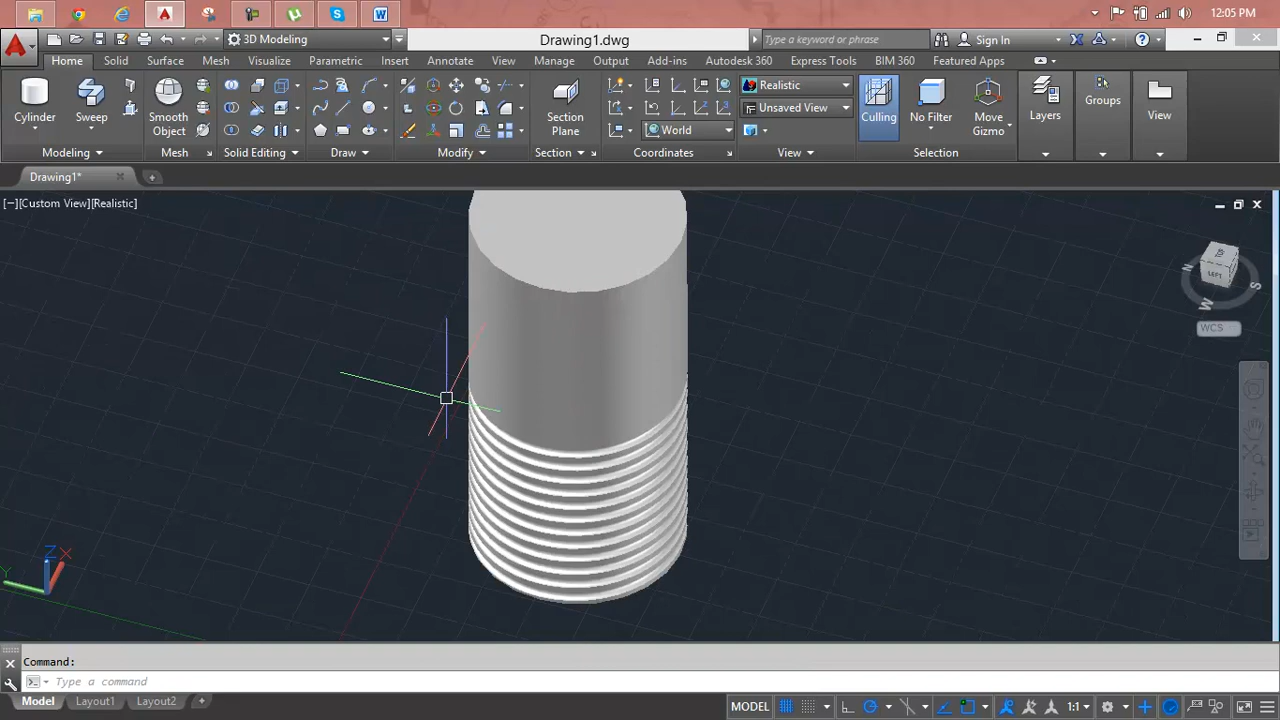 12:05 PM
3D Modeling
Drawing1.dwg
Type a keyword or phrase
Sign In
Home Solid Surface Mesh Visualize Parametric Insert Annotate View Manage Output Add-ins Autodesk 360 Express Tools BIM 360 Featured Apps
Cylinder
Sweep
Smooth Object
Section Plane
Realistic
Unsaved View
World
Culling
No Filter
Move Gizmo
Layers
Groups
View
Modeling
Mesh
Solid Editing
Draw
Modify
Section
Coordinates
View
Selection
Drawing1*
[−][Custom View][Realistic]
N
LEFT
S
W
WCS
Z
X
Y
Command:
Type a command
Model Layout1 Layout2
MODEL
1:1